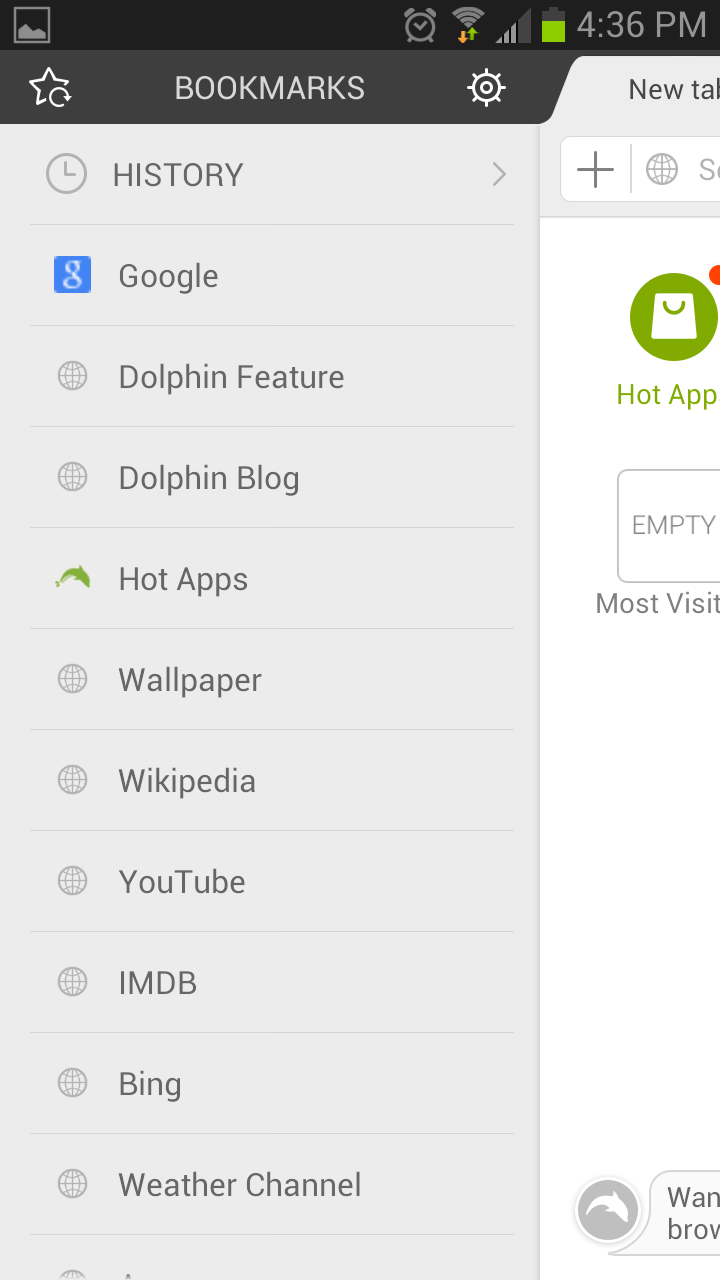 4:36 PM
BOOKMARKS
New tab
HISTORY
Google
Dolphin Feature
Dolphin Blog
Hot Apps
Wallpaper
Wikipedia
YouTube
IMDB
Bing
Weather Channel
Hot App
EMPTY
Most Visit
Wan
brow